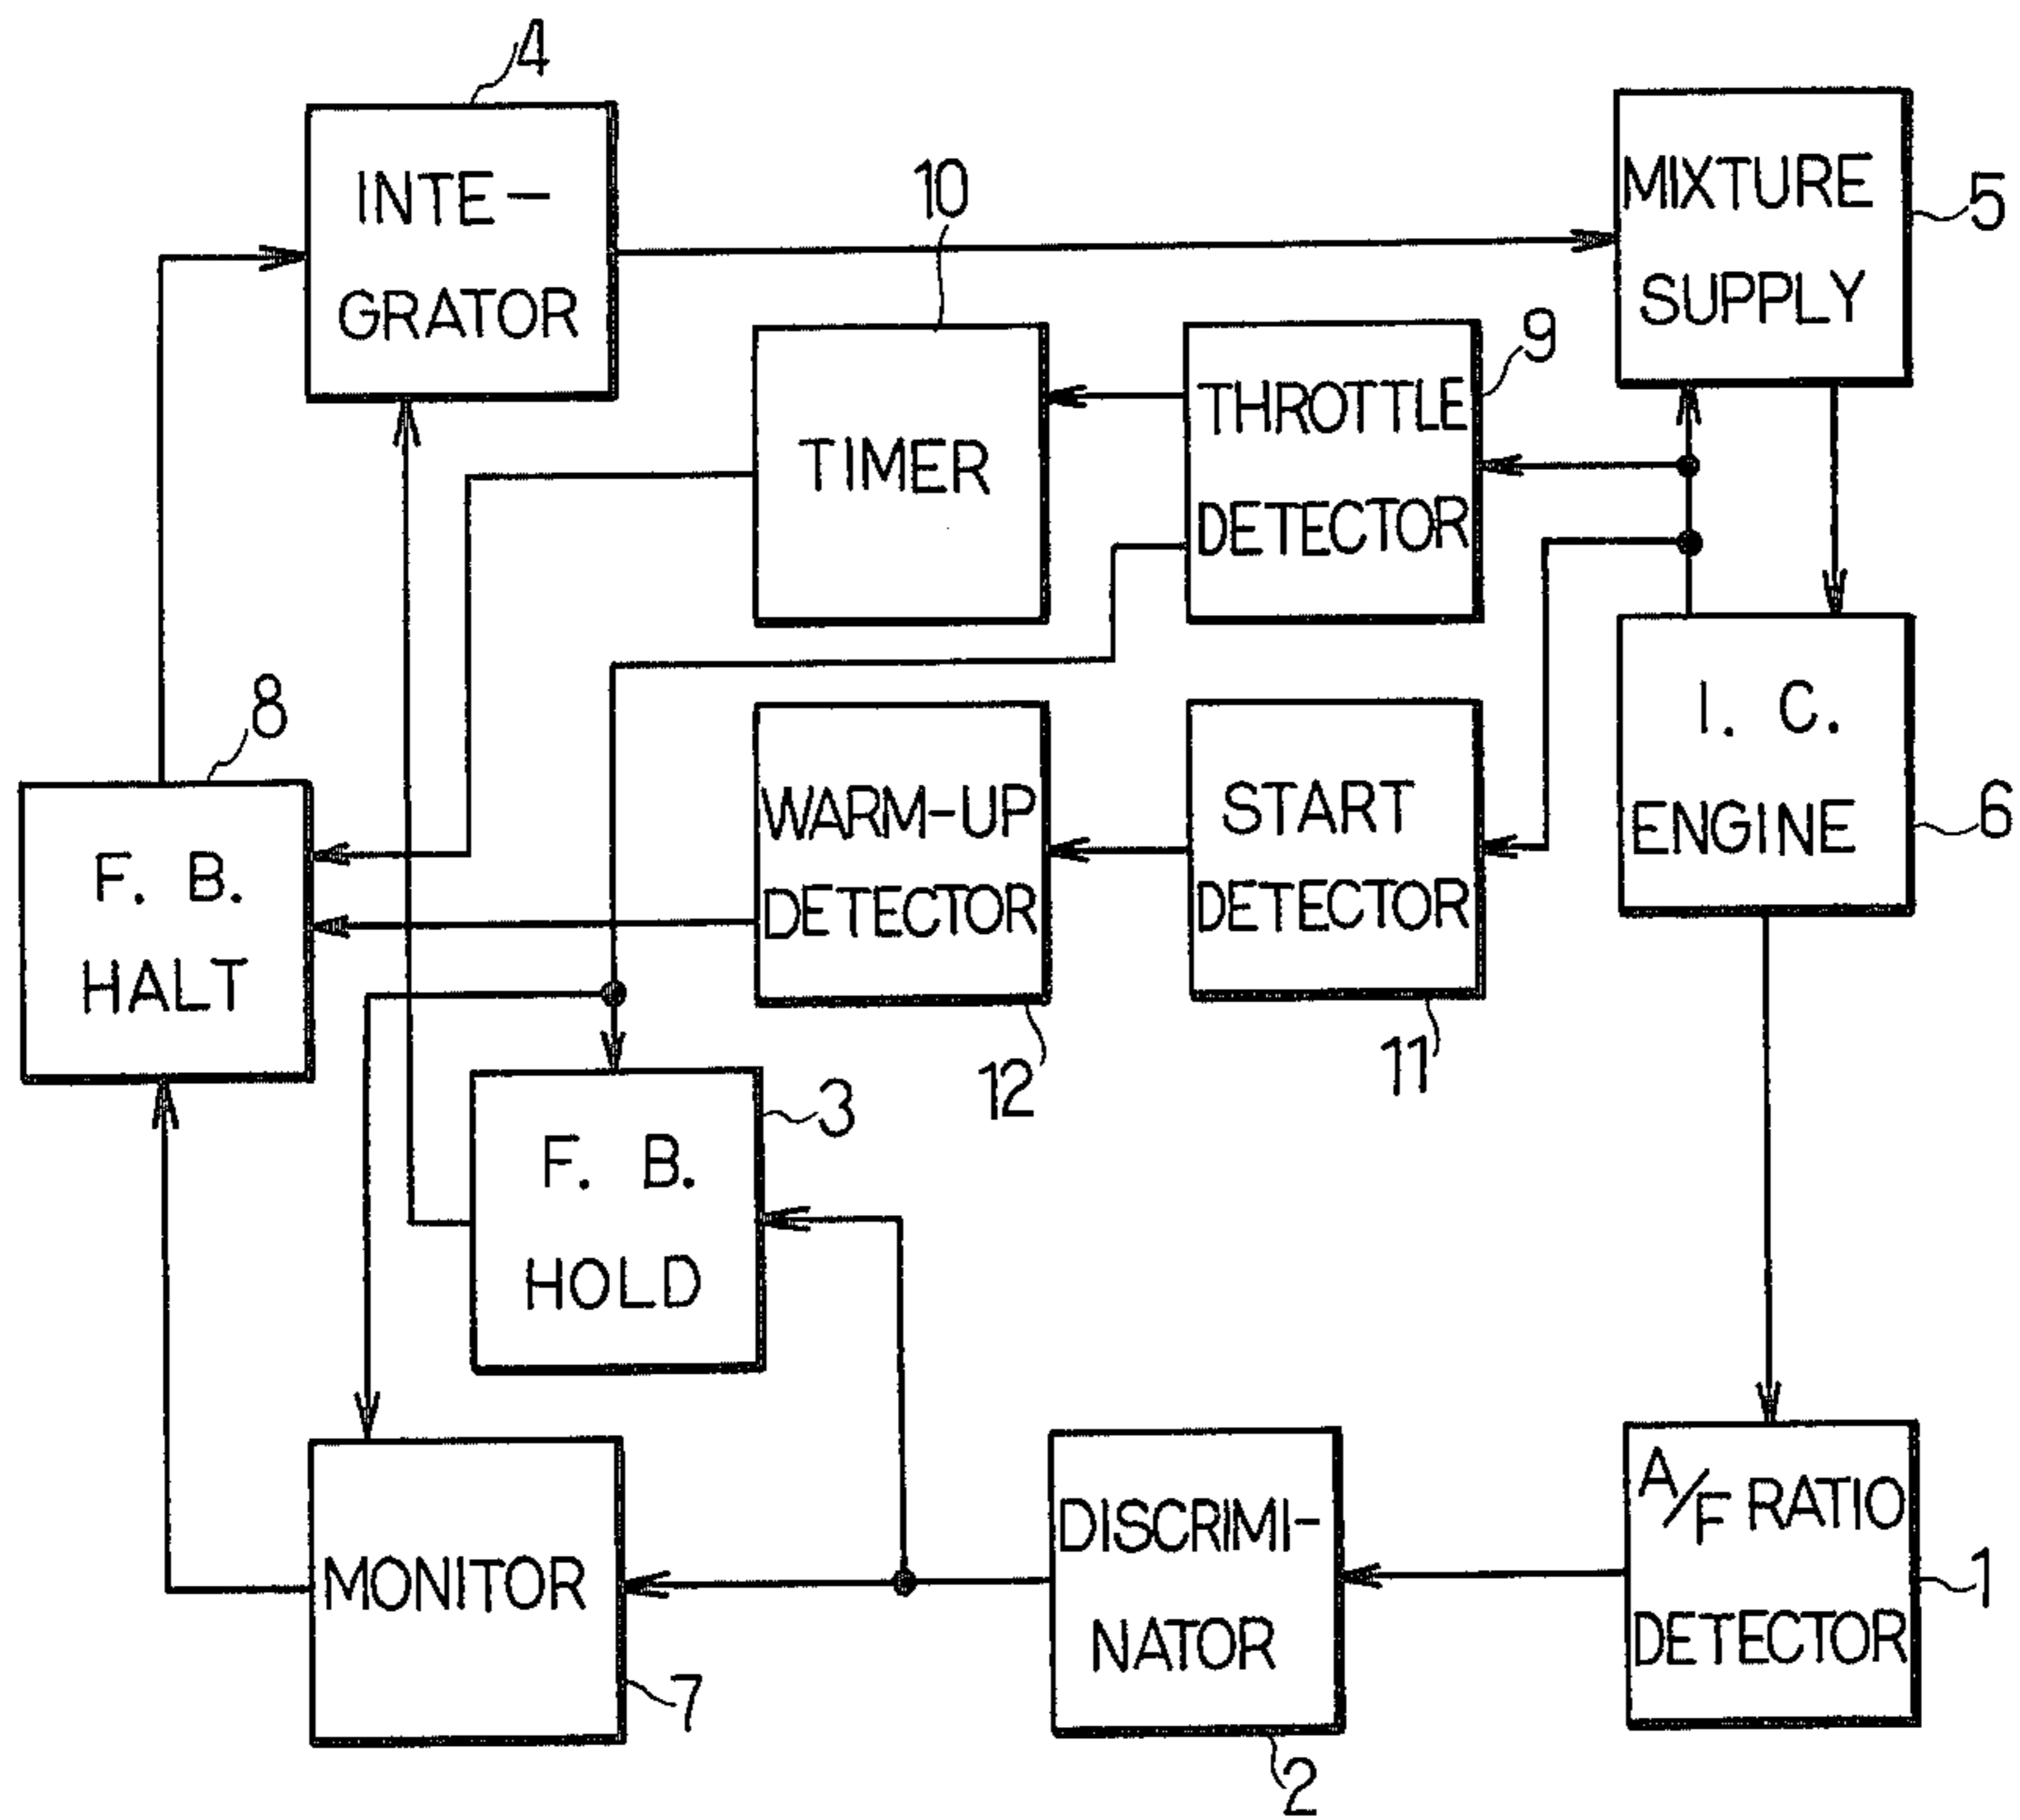 4
INTE-
GRATOR
10
MIXTURE
SUPPLY
5
TIMER
THROTTLE
DETECTOR
9
8
F. B.
HALT
WARM-UP
DETECTOR
12
START
DETECTOR
11
I. C.
ENGINE
6
F. B.
HOLD
3
MONITOR
7
DISCRIMI-
NATOR
2
A/F RATIO
DETECTOR
1